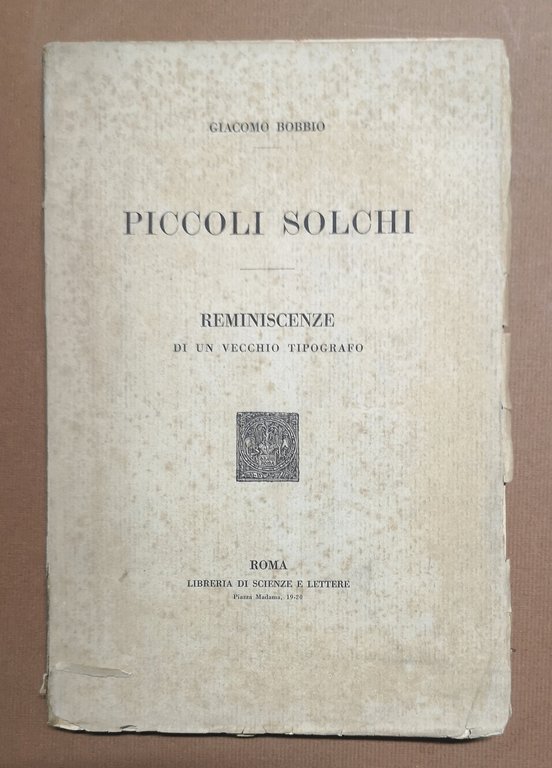 GIACOMO BOBBIO
PICCOLI SOLCHI
REMINISCENZE
DI UN VECCHIO TIPOGRAFO
ROMA
LIBRERIA DI SCIENZE E LETTERE
Piazza Madama, 19-20